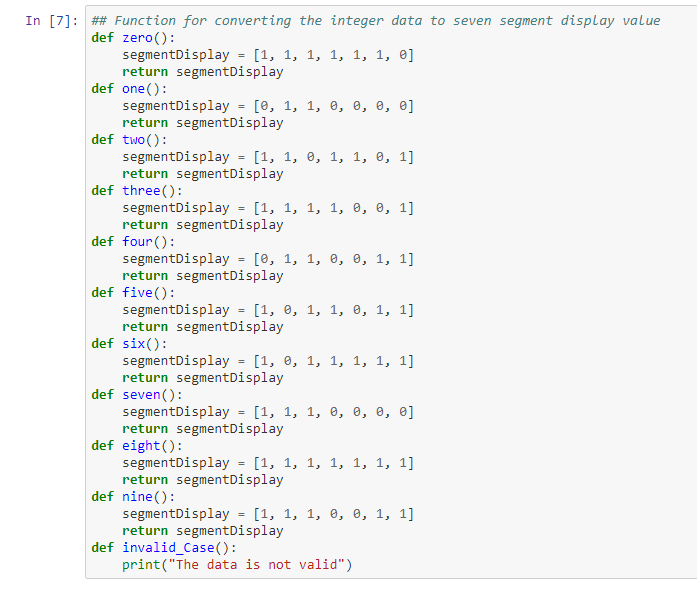 In [7]: ## Function for converting the integer data to seven segment display value
def zero():
    segmentDisplay = [1, 1, 1, 1, 1, 1, 0]
    return segmentDisplay
def one():
    segmentDisplay = [0, 1, 1, 0, 0, 0, 0]
    return segmentDisplay
def two():
    segmentDisplay = [1, 1, 0, 1, 1, 0, 1]
    return segmentDisplay
def three():
    segmentDisplay = [1, 1, 1, 1, 0, 0, 1]
    return segmentDisplay
def four():
    segmentDisplay = [0, 1, 1, 0, 0, 1, 1]
    return segmentDisplay
def five():
    segmentDisplay = [1, 0, 1, 1, 0, 1, 1]
    return segmentDisplay
def six():
    segmentDisplay = [1, 0, 1, 1, 1, 1, 1]
    return segmentDisplay
def seven():
    segmentDisplay = [1, 1, 1, 0, 0, 0, 0]
    return segmentDisplay
def eight():
    segmentDisplay = [1, 1, 1, 1, 1, 1, 1]
    return segmentDisplay
def nine():
    segmentDisplay = [1, 1, 1, 0, 0, 1, 1]
    return segmentDisplay
def invalid_Case():
    print("The data is not valid")